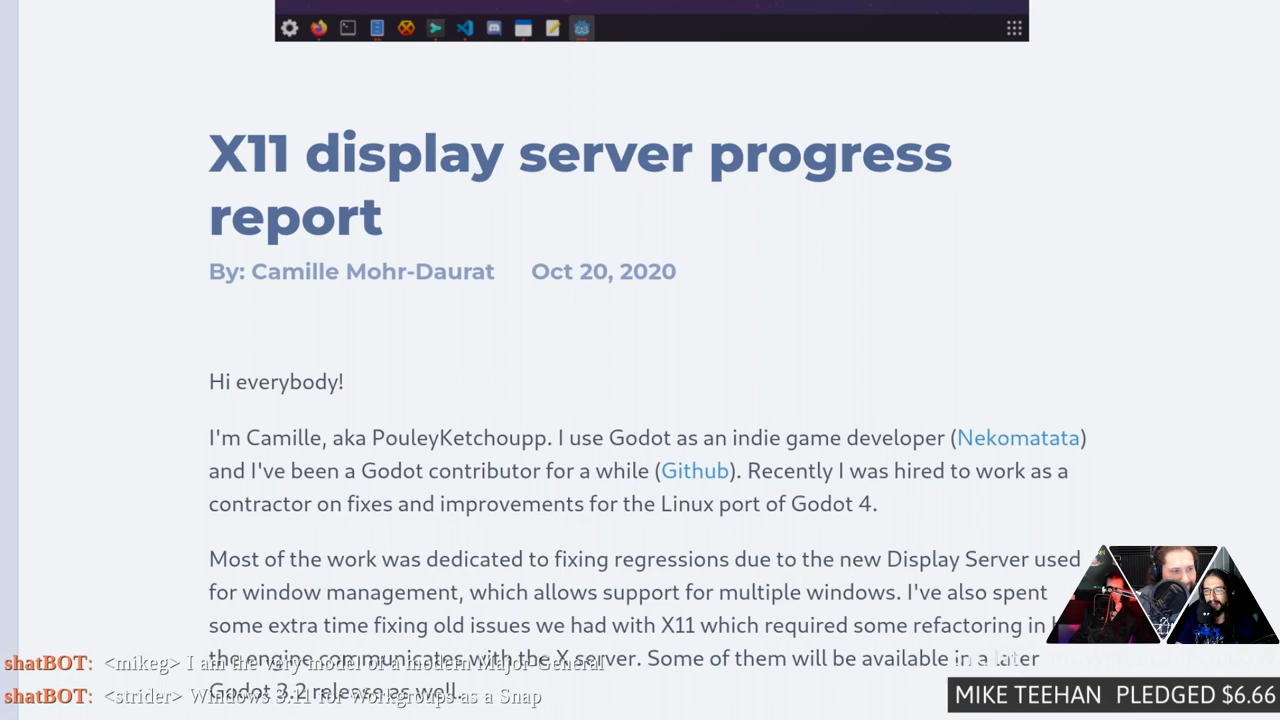 X11 display server progress
report
By: Camille Mohr-Daurat Oct 20, 2020
Hi everybody!
I'm Camille, aka PouleyKetchoupp. I use Godot as an indie game developer (Nekomatata)
and I've been a Godot contributor for a while (Github). Recently I was hired to work as a
contractor on fixes and improvements for the Linux port of Godot 4.
Most of the work was dedicated to fixing regressions due to the new Display Server used
for window management, which allows support for multiple windows. I've also spent
some extra time fixing old issues we had with X11 which required some refactoring in
the engine communicates with the X server. Some of them will be available in a later
Godot 3.2 release as well.
shatBOT: <mikeg> I am the very model of a modern Major General
shatBOT: <strider> Windows 3.11 for Workgroups as a Snap
MIKE TEEHAN PLEDGED $6.66